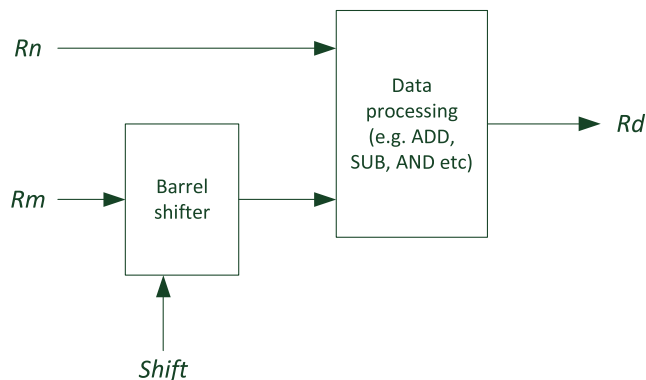 Rn
Data
processing
(e.g. ADD,
SUB, AND etc)
Rd
Rm
Barrel
shifter
Shift